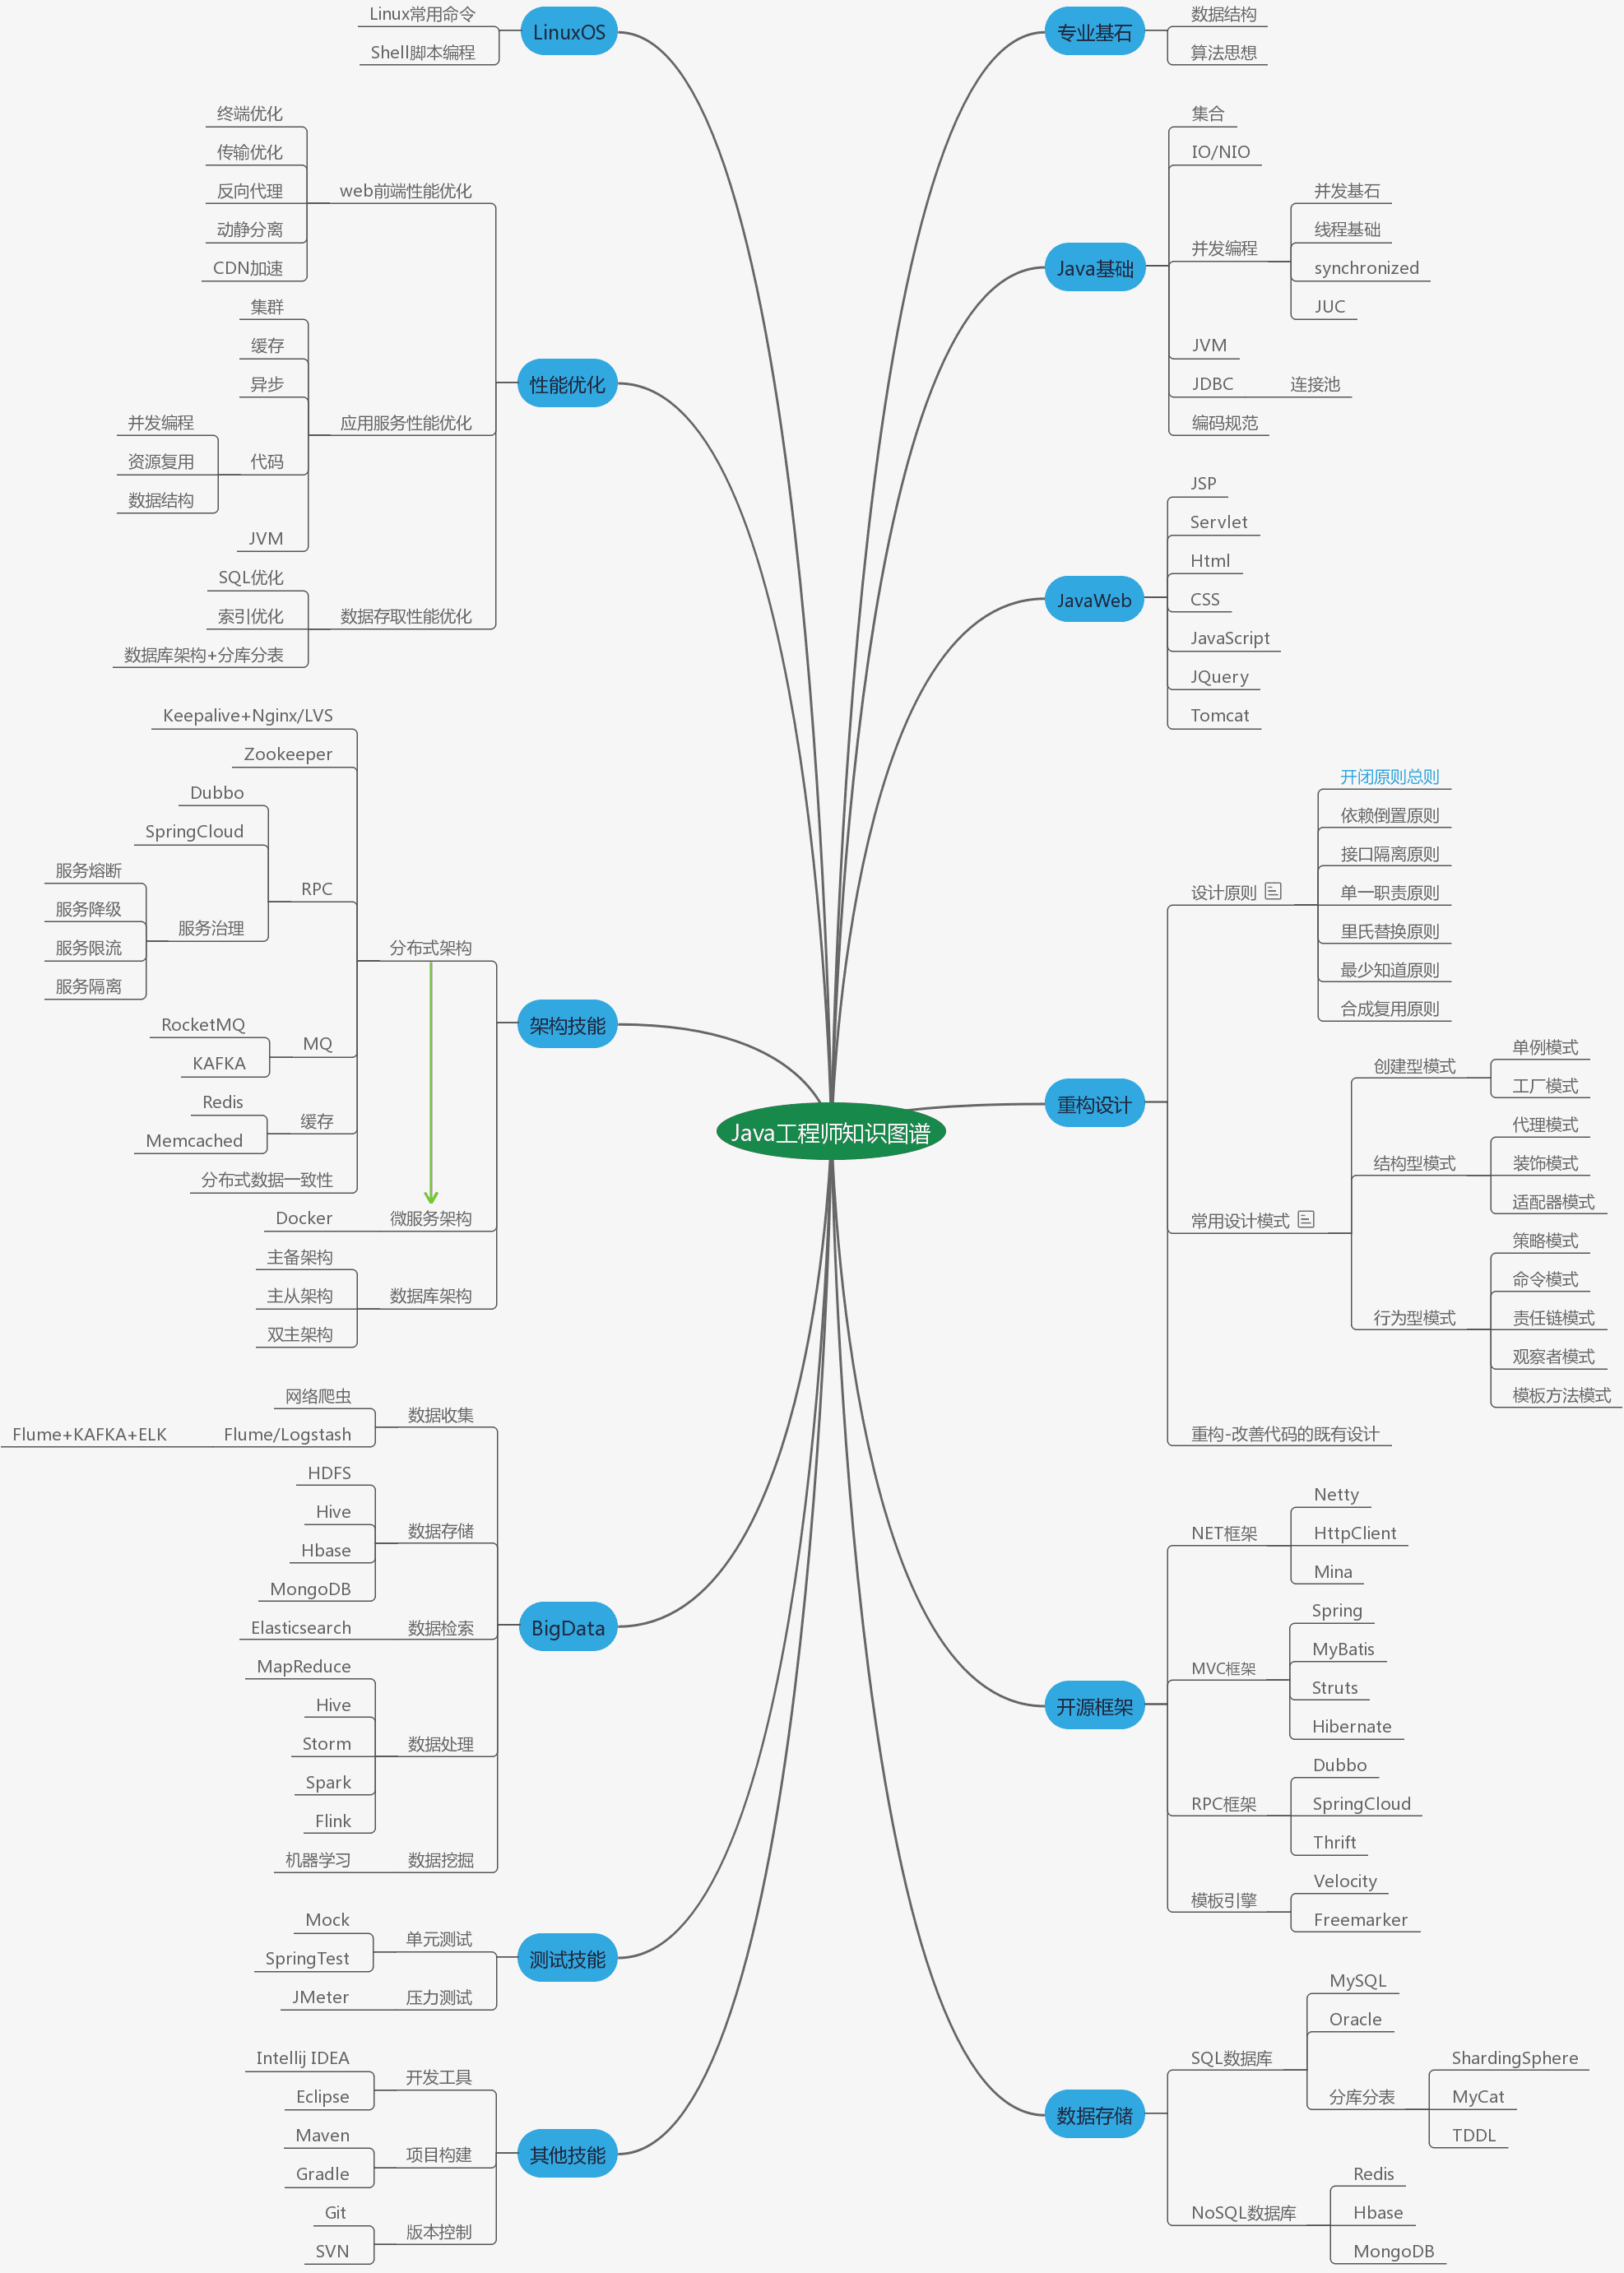 Java工程师知识图谱
专业基石
数据结构
算法思想
Java基础
集合
IO/NIO
并发编程
并发基石
线程基础
synchronized
JUC
JVM
JDBC
连接池
编码规范
JavaWeb
JSP
Servlet
Html
CSS
JavaScript
JQuery
Tomcat
重构设计
设计原则
开闭原则总则
依赖倒置原则
接口隔离原则
单一职责原则
里氏替换原则
最少知道原则
合成复用原则
常用设计模式
创建型模式
单例模式
工厂模式
结构型模式
代理模式
装饰模式
适配器模式
行为型模式
策略模式
命令模式
责任链模式
观察者模式
模板方法模式
重构-改善代码的既有设计
开源框架
NET框架
Netty
HttpClient
Mina
MVC框架
Spring
MyBatis
Struts
Hibernate
RPC框架
Dubbo
SpringCloud
Thrift
模板引擎
Velocity
Freemarker
数据存储
SQL数据库
MySQL
Oracle
分库分表
ShardingSphere
MyCat
TDDL
NoSQL数据库
Redis
Hbase
MongoDB
LinuxOS
Linux常用命令
Shell脚本编程
性能优化
web前端性能优化
终端优化
传输优化
反向代理
动静分离
CDN加速
应用服务性能优化
集群
缓存
异步
代码
并发编程
资源复用
数据结构
JVM
数据存取性能优化
SQL优化
索引优化
数据库架构+分库分表
架构技能
分布式架构
Keepalive+Nginx/LVS
Zookeeper
RPC
Dubbo
SpringCloud
服务治理
服务熔断
服务降级
服务限流
服务隔离
MQ
RocketMQ
KAFKA
缓存
Redis
Memcached
分布式数据一致性
微服务架构
Docker
数据库架构
主备架构
主从架构
双主架构
BigData
数据收集
网络爬虫
Flume/Logstash
Flume+KAFKA+ELK
数据存储
HDFS
Hive
Hbase
MongoDB
数据检索
Elasticsearch
数据处理
MapReduce
Hive
Storm
Spark
Flink
数据挖掘
机器学习
测试技能
单元测试
Mock
SpringTest
压力测试
JMeter
其他技能
开发工具
Intellij IDEA
Eclipse
项目构建
Maven
Gradle
版本控制
Git
SVN